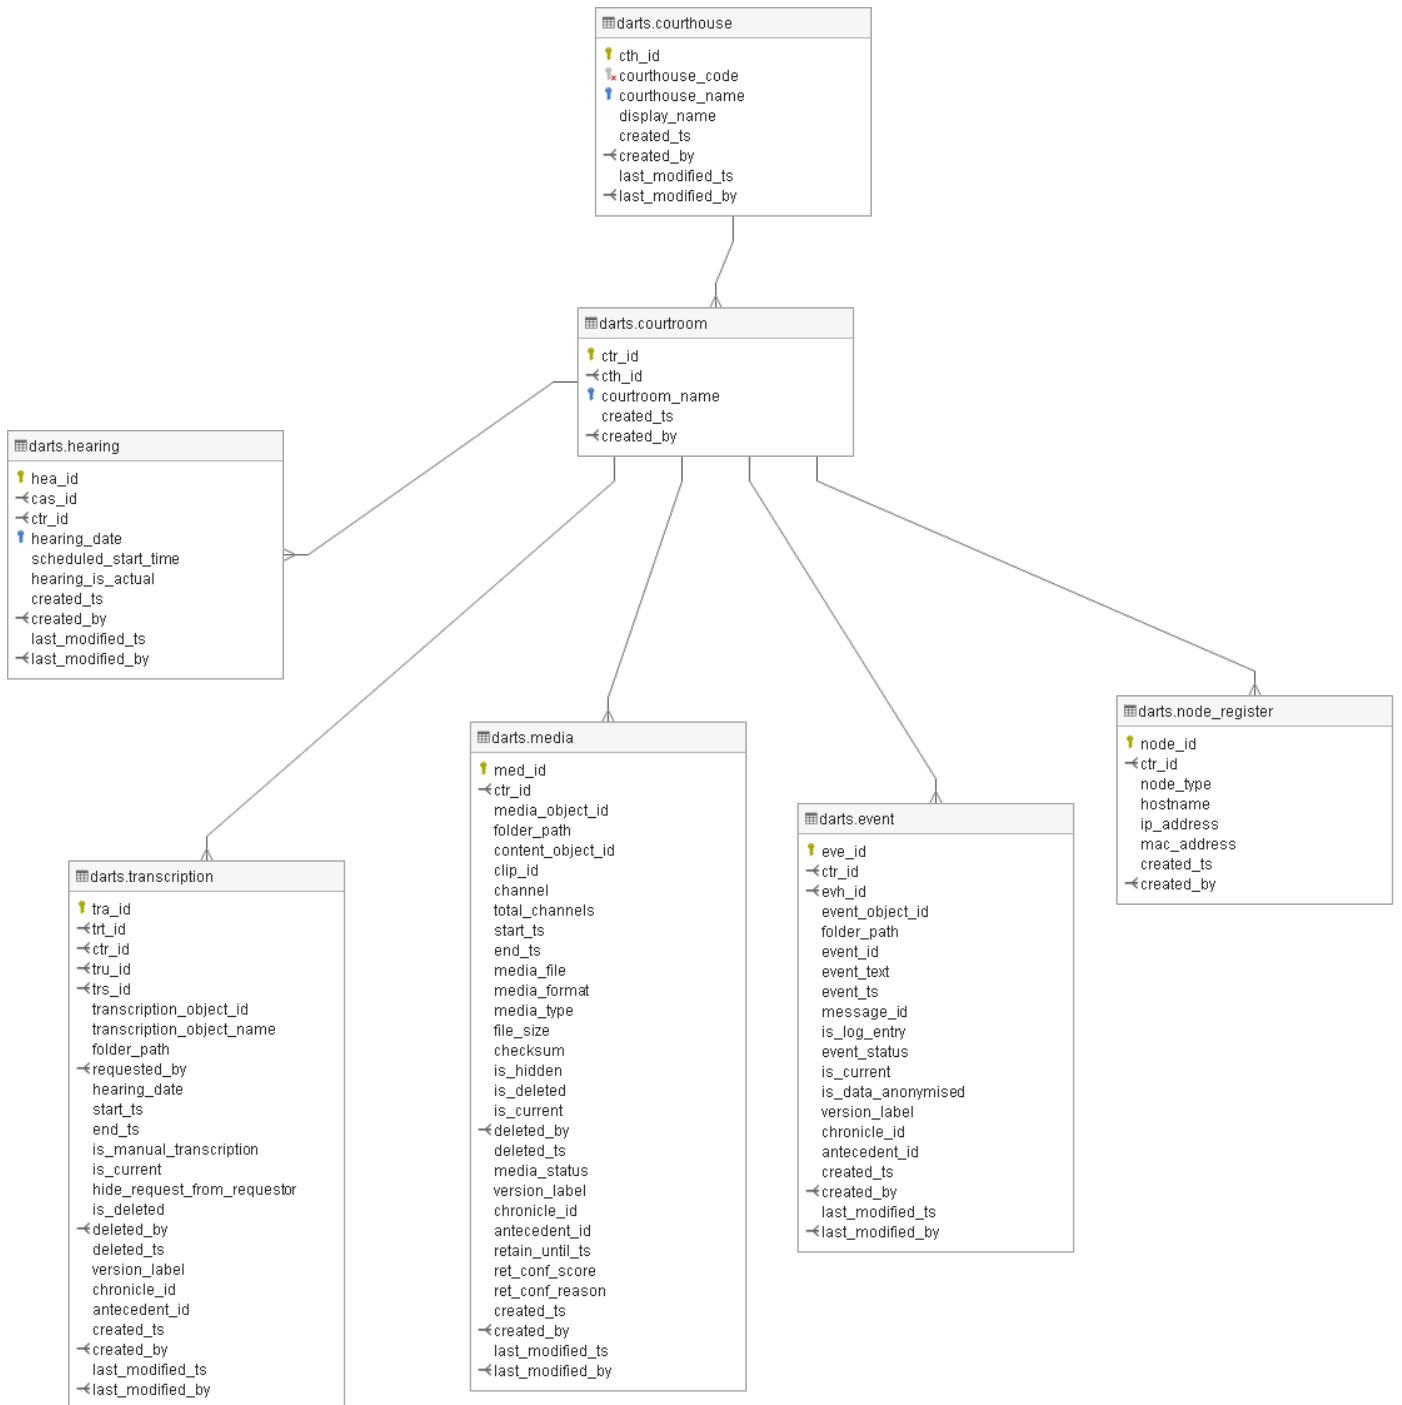 darts.courthouse
cth_id
courthouse_code
courthouse_name
display_name
created_ts
created_by
last_modified_ts
last_modified_by
darts.courtroom
ctr_id
cth_id
courtroom_name
created_ts
created_by
darts.hearing
hea_id
cas_id
ctr_id
hearing_date
scheduled_start_time
hearing_is_actual
created_ts
created_by
last_modified_ts
last_modified_by
darts.transcription
tra_id
trt_id
ctr_id
tru_id
trs_id
transcription_object_id
transcription_object_name
folder_path
requested_by
hearing_date
start_ts
end_ts
is_manual_transcription
is_current
hide_request_from_requestor
is_deleted
deleted_by
deleted_ts
version_label
chronicle_id
antecedent_id
created_ts
created_by
last_modified_ts
last_modified_by
darts.media
med_id
ctr_id
media_object_id
folder_path
content_object_id
clip_id
channel
total_channels
start_ts
end_ts
media_file
media_format
media_type
file_size
checksum
is_hidden
is_deleted
is_current
deleted_by
deleted_ts
media_status
version_label
chronicle_id
antecedent_id
retain_until_ts
ret_conf_score
ret_conf_reason
created_ts
created_by
last_modified_ts
last_modified_by
darts.event
eve_id
ctr_id
evh_id
event_object_id
folder_path
event_id
event_text
event_ts
message_id
is_log_entry
event_status
is_current
is_data_anonymised
version_label
chronicle_id
antecedent_id
created_ts
created_by
last_modified_ts
last_modified_by
darts.node_register
node_id
ctr_id
node_type
hostname
ip_address
mac_address
created_ts
created_by